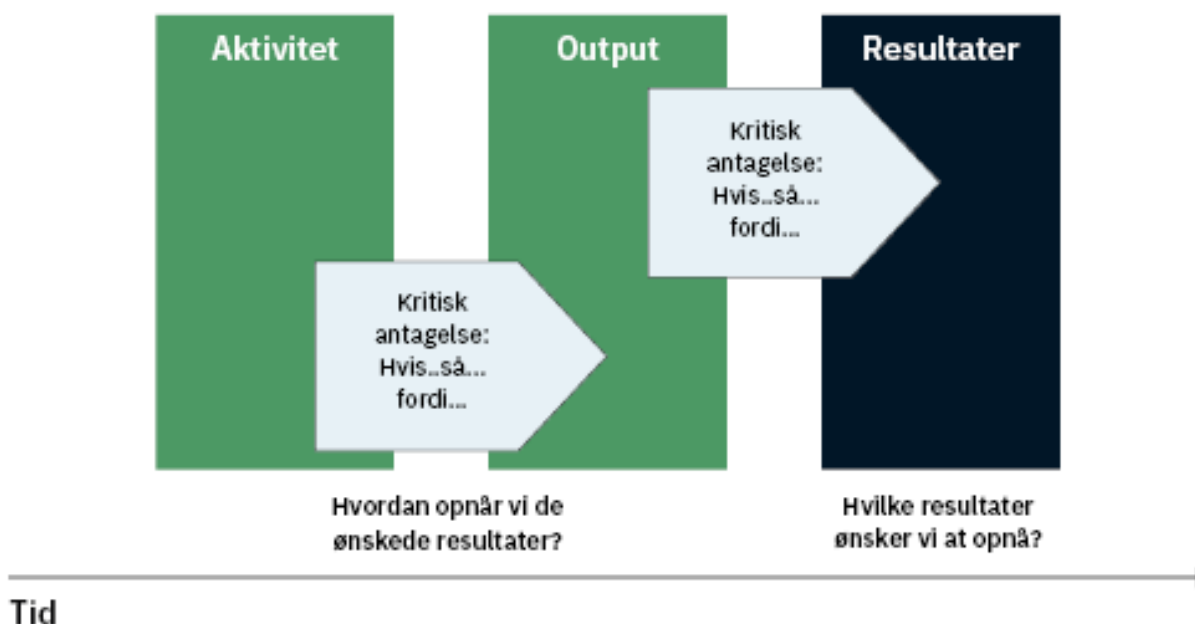 Aktivitet
Output
Resultater
Kritisk
antagelse:
Hvis..så...
fordi...
Kritisk
antagelse:
Hvis..så...
fordi...
Hvordan opnår vi de
ønskede resultater?
Hvilke resultater
ønsker vi at opnå?
Tid